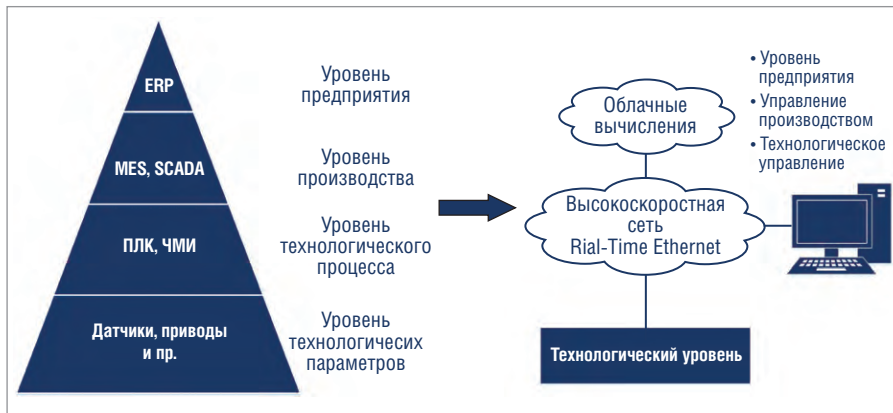 ERP
Уровень
предприятия
MES, SCADA
Уровень
производства
ПЛК, ЧМИ
Уровень
технологического
процесса
Датчики, приводы
и пр.
Уровень
технологичесих
параметров
Облачные
вычисления
• Уровень
предприятия
• Управление
производством
• Технологическое
управление
Высокоскоростная
сеть
Rial-Time Ethernet
Технологический уровень